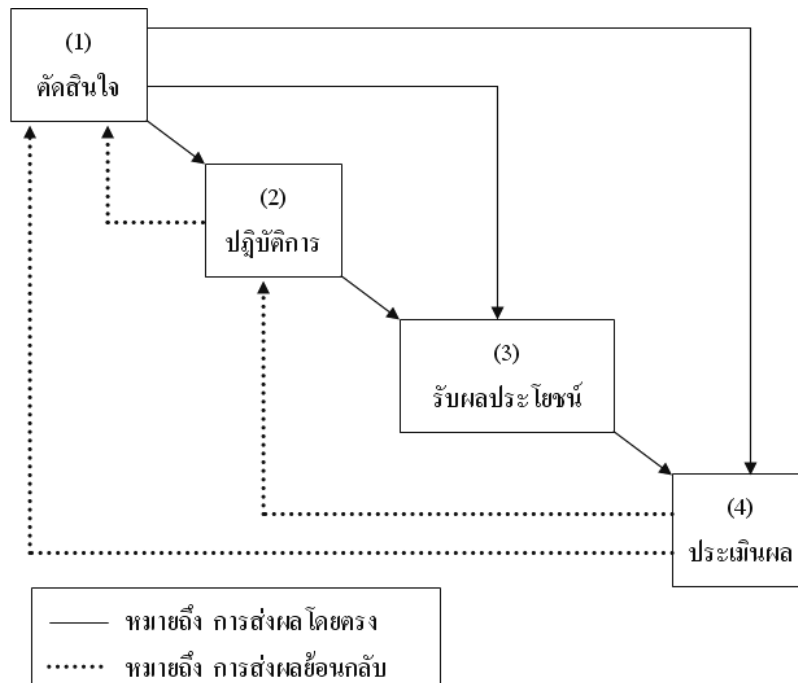 (1)
ตัดสินใจ
(2)
ปฏิบัติการ
(3)
รับผลประโยชน์
(4)
ประเมินผล
หมายถึง การส่งผลโดยตรง
หมายถึง การส่งผลย้อนกลับ